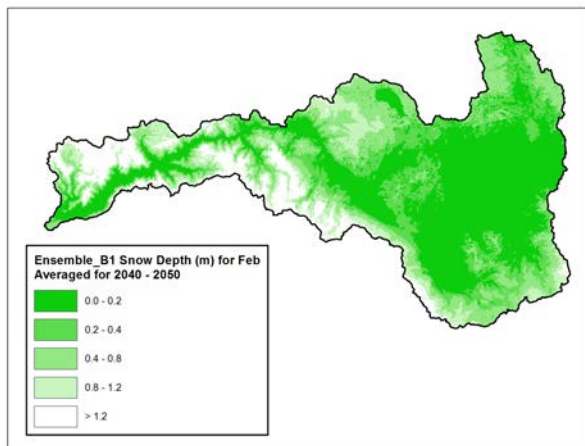 Ensemble_B1 Snow Depth (m) for Feb
Averaged for 2040 - 2050
0.0 - 0.2
0.2 - 0.4
0.4 - 0.8
0.8 - 1.2
> 1.2